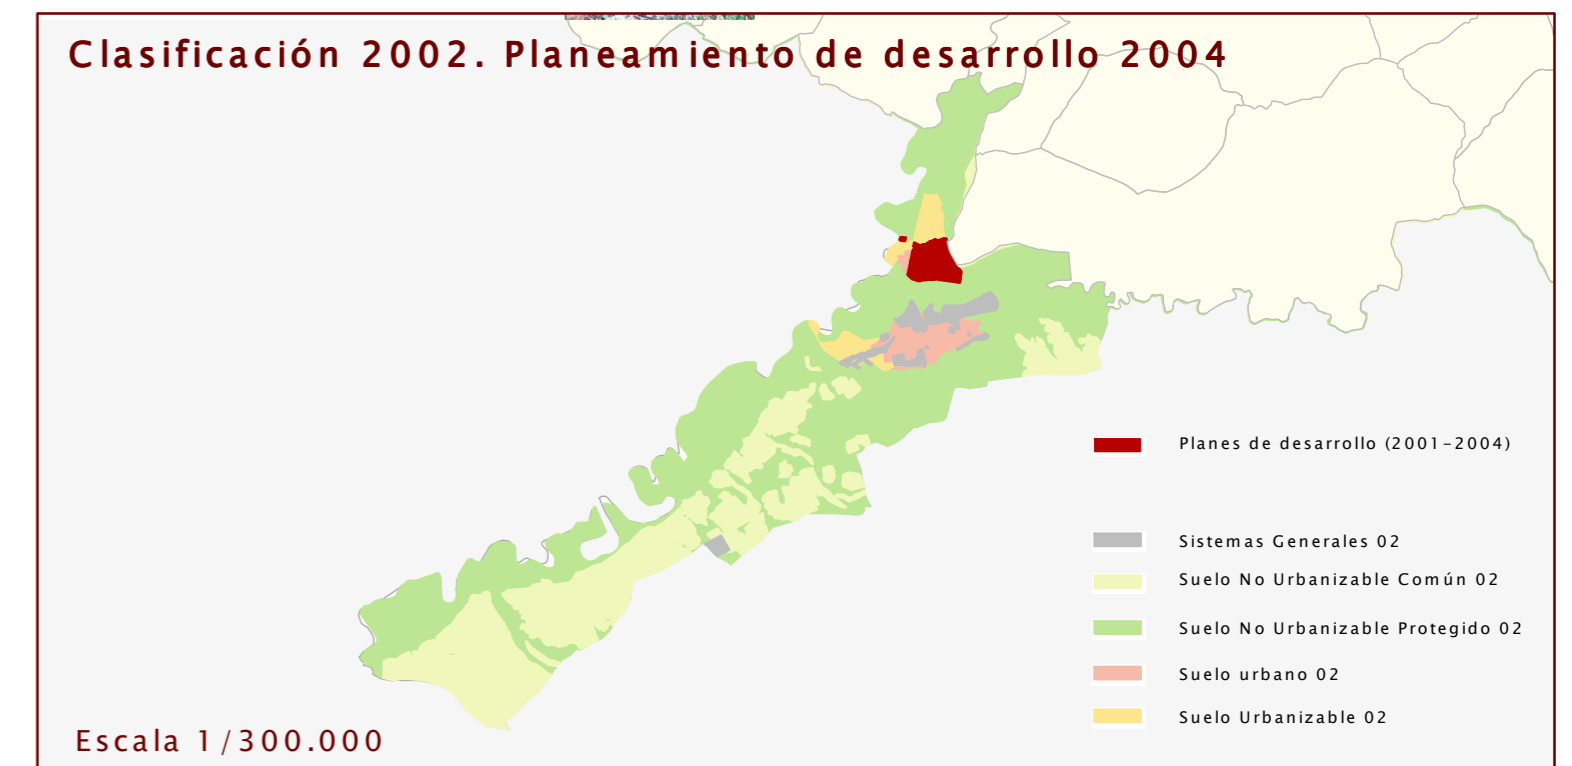 Clasificación 2002. Planeamiento de desarrollo 2004
Planes de desarrollo (2001-2004)
Sistemas Generales 02
Suelo No Urbanizable Común 02
Suelo No Urbanizable Protegido 02
Suelo urbano 02
Suelo Urbanizable 02
Escala 1/300.000